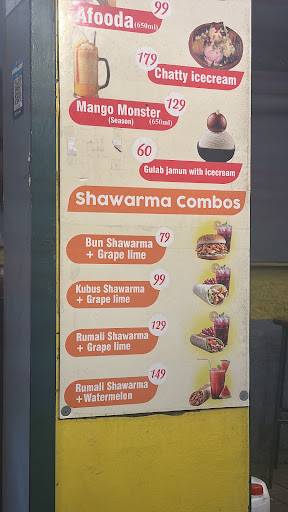 99
Afooda (650ml)
179
Chatty icecream
Mango Monster 129
(Season) (650ml)
60
Gulab jamun with icecream
Shawarma Combos
Bun Shawarma 79
+ Grape lime
Kubus Shawarma 99
+ Grape lime
129
Rumali Shawarma
+ Grape lime
149
Rumali Shawarma
+Watermelon